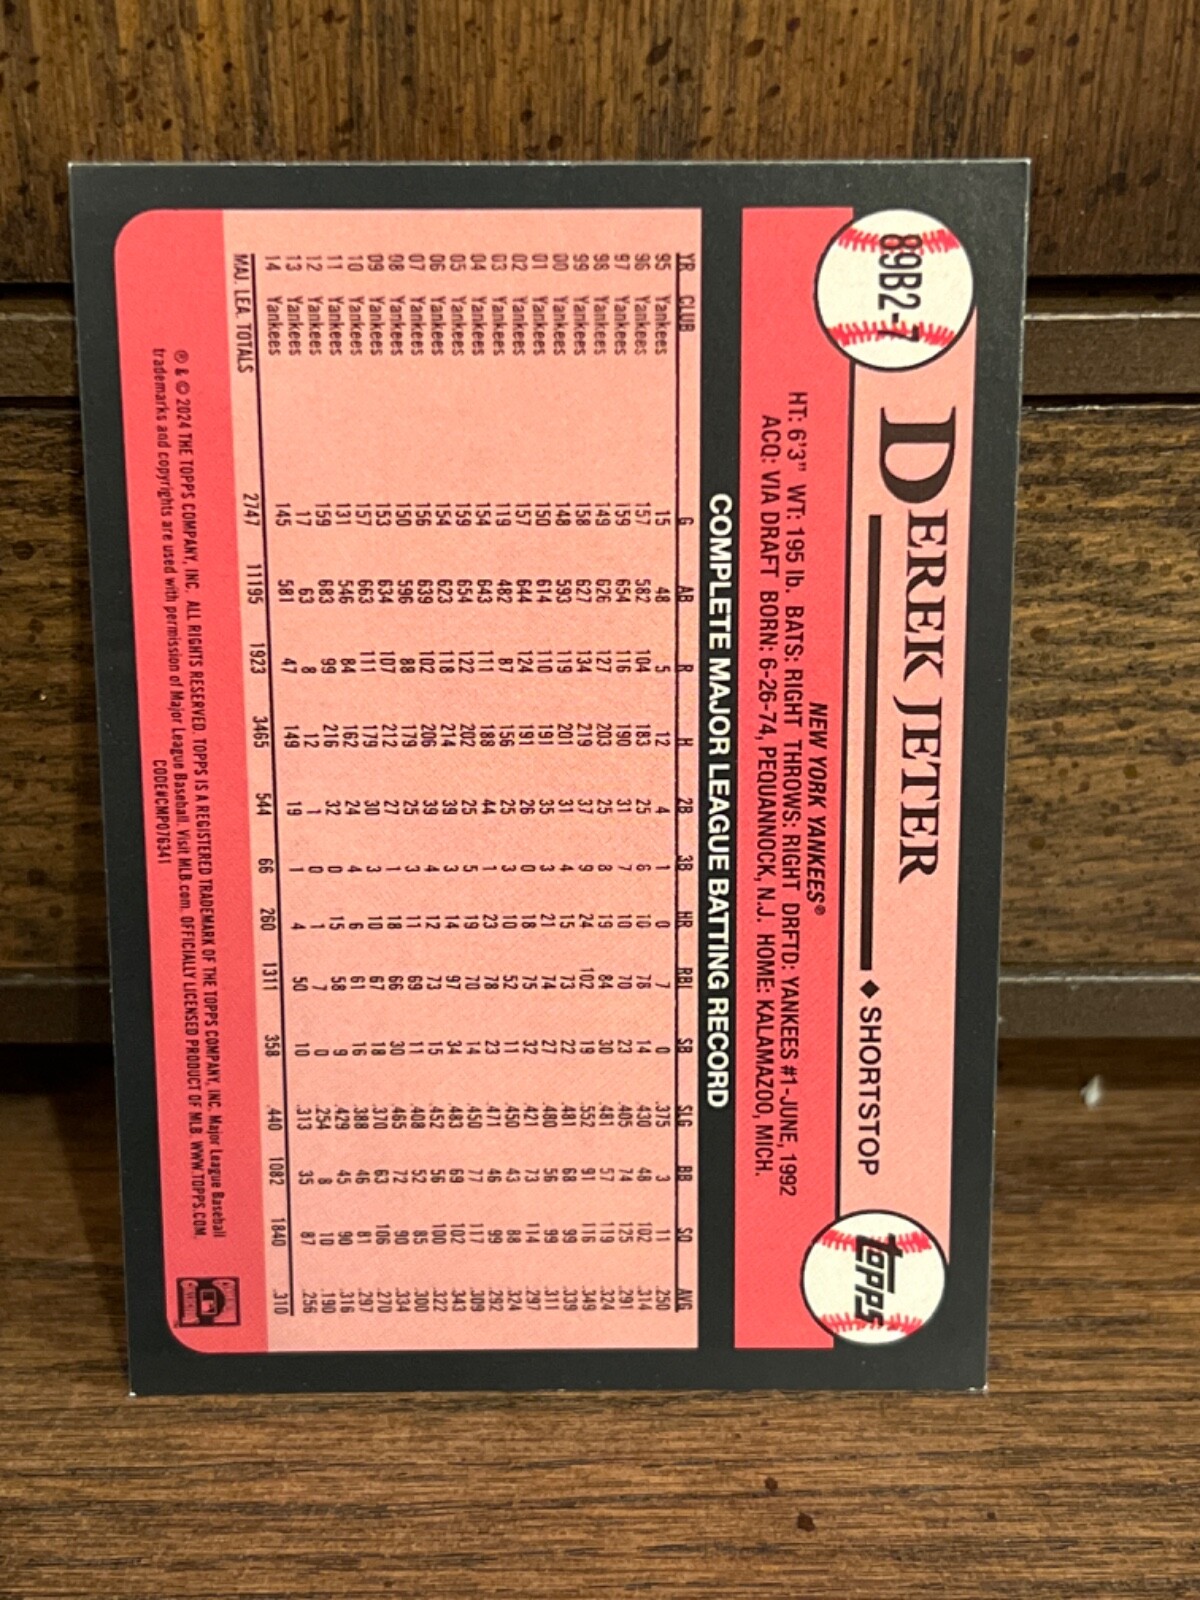 89B2-7
DEREK JETER
◆ SHORTSTOP
Topps
NEW YORK YANKEES®
HT: 6'3" WT: 195 lb. BATS: RIGHT THROWS: RIGHT DRFTD: YANKEES #1-JUNE, 1992
ACQ: VIA DRAFT BORN: 6-26-74, PEQUANNOCK, N.J. HOME: KALAMAZOO, MICH.
COMPLETE MAJOR LEAGUE BATTING RECORD
YR CLUB G AB R H 2B 3B HR RBI SB SLG BB SO AVG
95 Yankees 15 48 5 12 4 1 0 7 0 .375 3 11 .250
96 Yankees 157 582 104 183 25 6 10 78 14 .430 48 102 .314
97 Yankees 159 654 116 190 31 7 10 70 23 .405 74 125 .291
98 Yankees 149 626 127 203 25 8 19 84 30 .481 57 119 .324
99 Yankees 158 627 134 219 37 9 24 102 19 .552 91 116 .349
00 Yankees 148 593 119 201 31 4 15 73 22 .481 68 99 .339
01 Yankees 150 614 110 191 35 3 21 74 27 .480 56 99 .311
02 Yankees 157 644 124 191 26 0 18 75 32 .421 73 114 .297
03 Yankees 119 482 87 156 25 3 10 52 11 .450 43 88 .324
04 Yankees 154 643 111 188 44 1 23 78 23 .471 46 99 .292
05 Yankees 159 654 122 202 25 5 19 70 14 .450 77 117 .309
06 Yankees 154 623 118 214 39 3 14 97 34 .483 69 102 .343
07 Yankees 156 639 102 206 39 4 12 73 15 .452 56 100 .322
08 Yankees 150 596 88 179 25 3 11 69 11 .408 52 85 .300
09 Yankees 153 634 107 212 27 1 18 66 30 .465 72 90 .334
10 Yankees 157 663 111 179 30 3 10 67 18 .370 63 106 .270
11 Yankees 131 546 84 162 24 4 6 61 16 .388 46 81 .297
12 Yankees 159 683 99 216 32 0 15 58 9 .429 45 90 .316
13 Yankees 17 63 8 12 1 0 1 7 0 .254 8 10 .190
14 Yankees 145 581 47 149 19 1 4 50 10 .313 35 87 .256
MAJ. LEA. TOTALS 2747 11195 1923 3465 544 66 260 1311 358 .440 1082 1840 .310
℗ & © 2024 THE TOPPS COMPANY, INC. ALL RIGHTS RESERVED. TOPPS IS A REGISTERED TRADEMARK OF THE TOPPS COMPANY, INC. Major League Baseball
trademarks and copyrights are used with permission of Major League Baseball. Visit MLB.com. OFFICIALLY LICENSED PRODUCT OF MLB. WWW.TOPPS.COM.
CODE#CMP076341